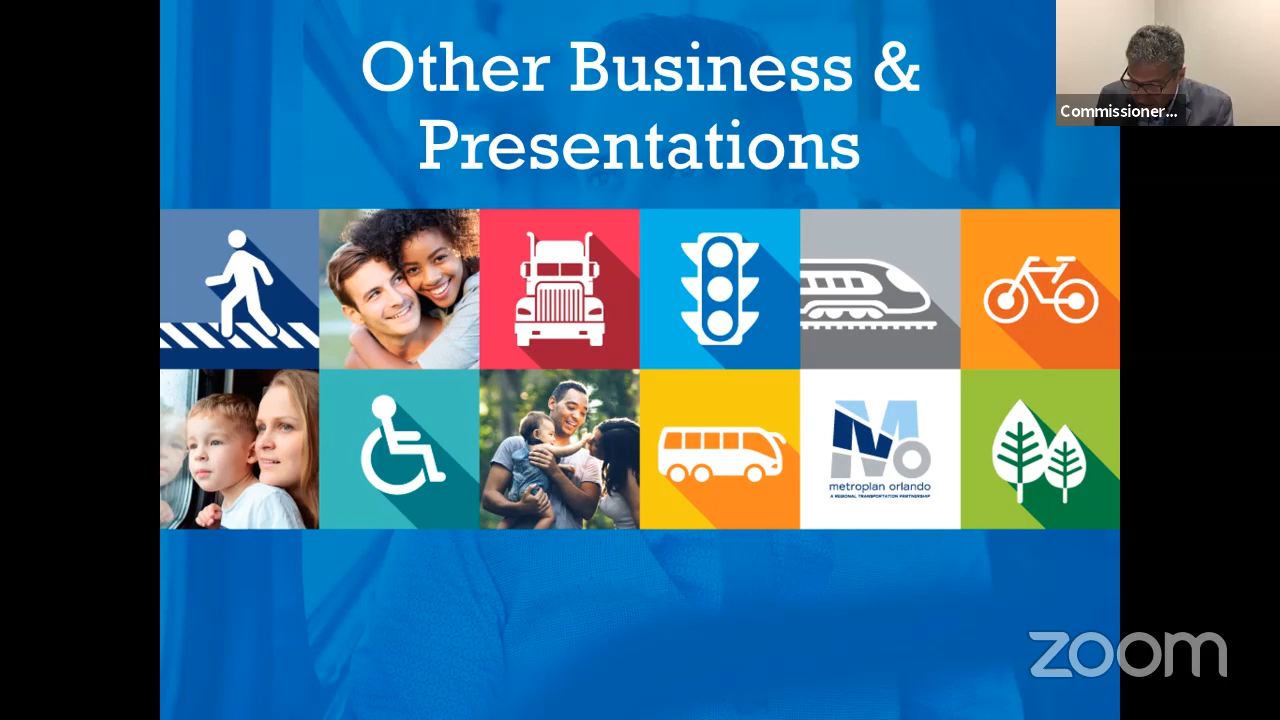 Other Business &
Presentations
Commissioner...
metroplan orlando
A REGIONAL TRANSPORTATION PARTNERSHIP
zoom